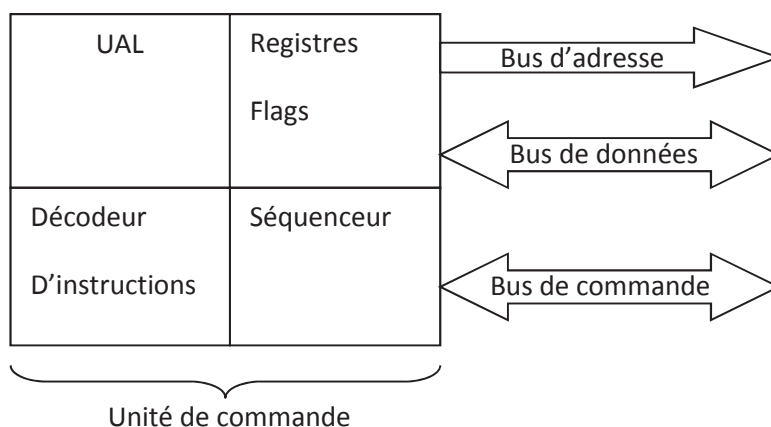 UAL
Registres
Flags
Bus d’adresse
Bus de données
Décodeur
D’instructions
Séquenceur
Bus de commande
Unité de commande